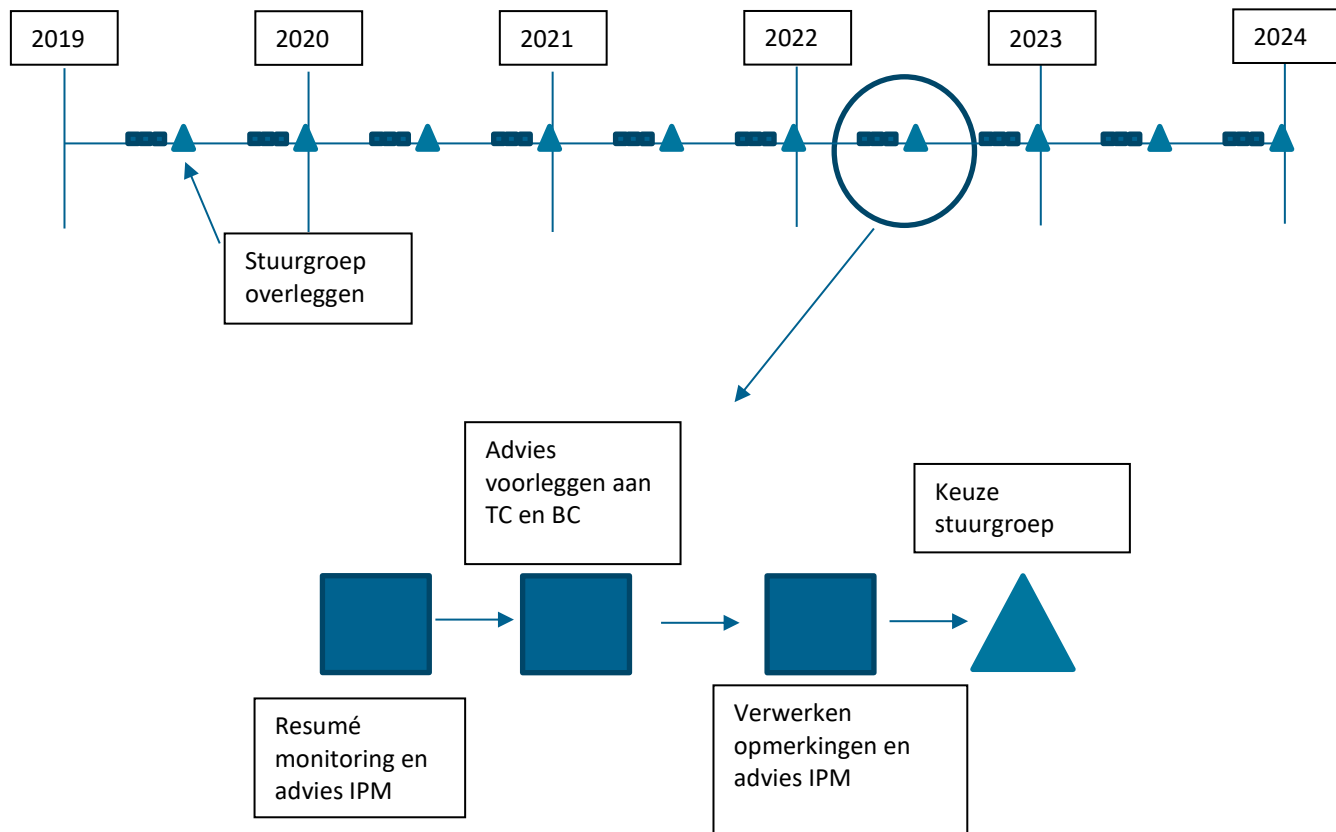 2019
2020
2021
2022
2023
2024
Stuurgroep
overleggen
Advies
voorleggen aan
TC en BC
Keuze
stuurgroep
Resumé
monitoring en
advies IPM
Verwerken
opmerkingen en
advies IPM